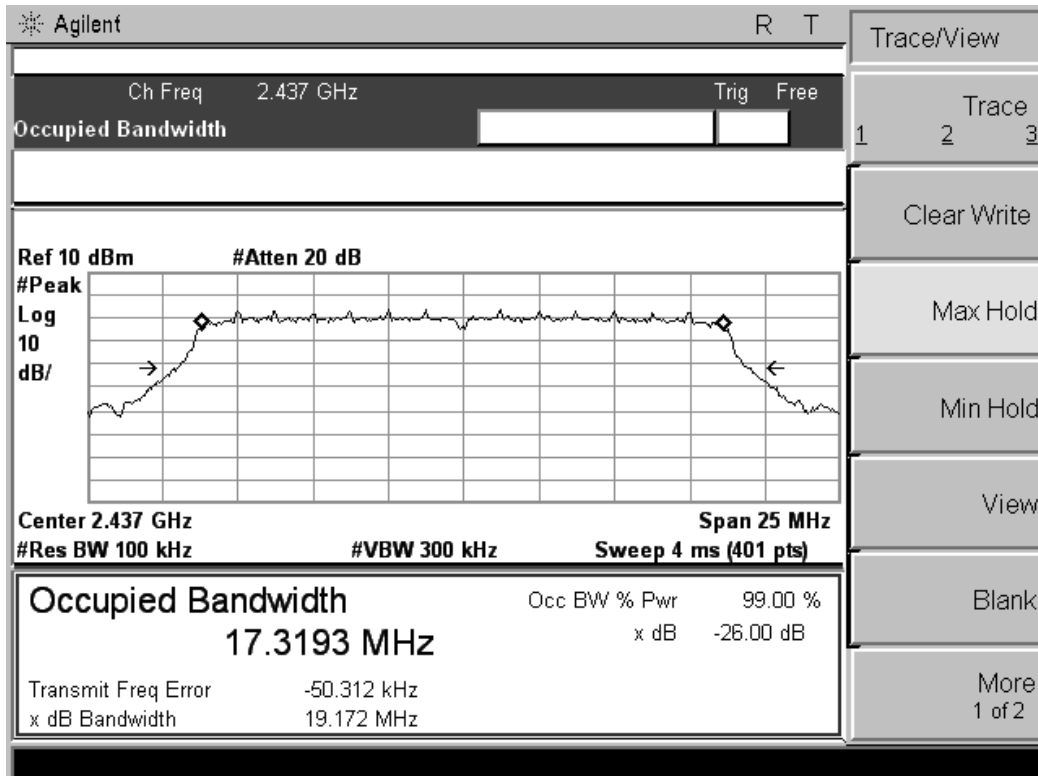 Agilent R T
Ch Freq 2.437 GHz Trig Free
Occupied Bandwidth
Ref 10 dBm #Atten 20 dB
#Peak
Log
10
dB/
Center 2.437 GHz Span 25 MHz
#Res BW 100 kHz #VBW 300 kHz Sweep 4 ms (401 pts)
Occupied Bandwidth Occ BW % Pwr 99.00 %
17.3193 MHz x dB -26.00 dB
Transmit Freq Error -50.312 kHz
x dB Bandwidth 19.172 MHz
Trace/View
Trace
1 2 3
Clear Write
Max Hold
Min Hold
View
Blank
More
1 of 2